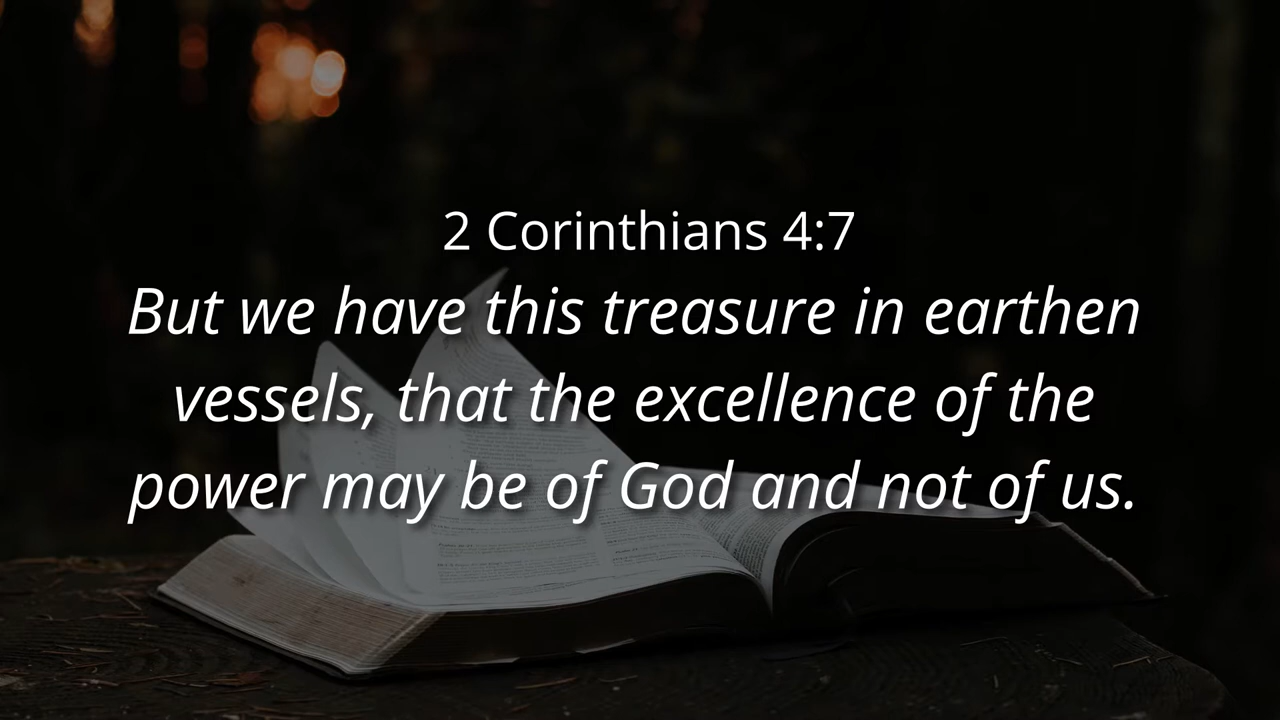 2 Corinthians 4:7
But we have this treasure in earthen
vessels, that the excellence of the
power may be of God and not of us.